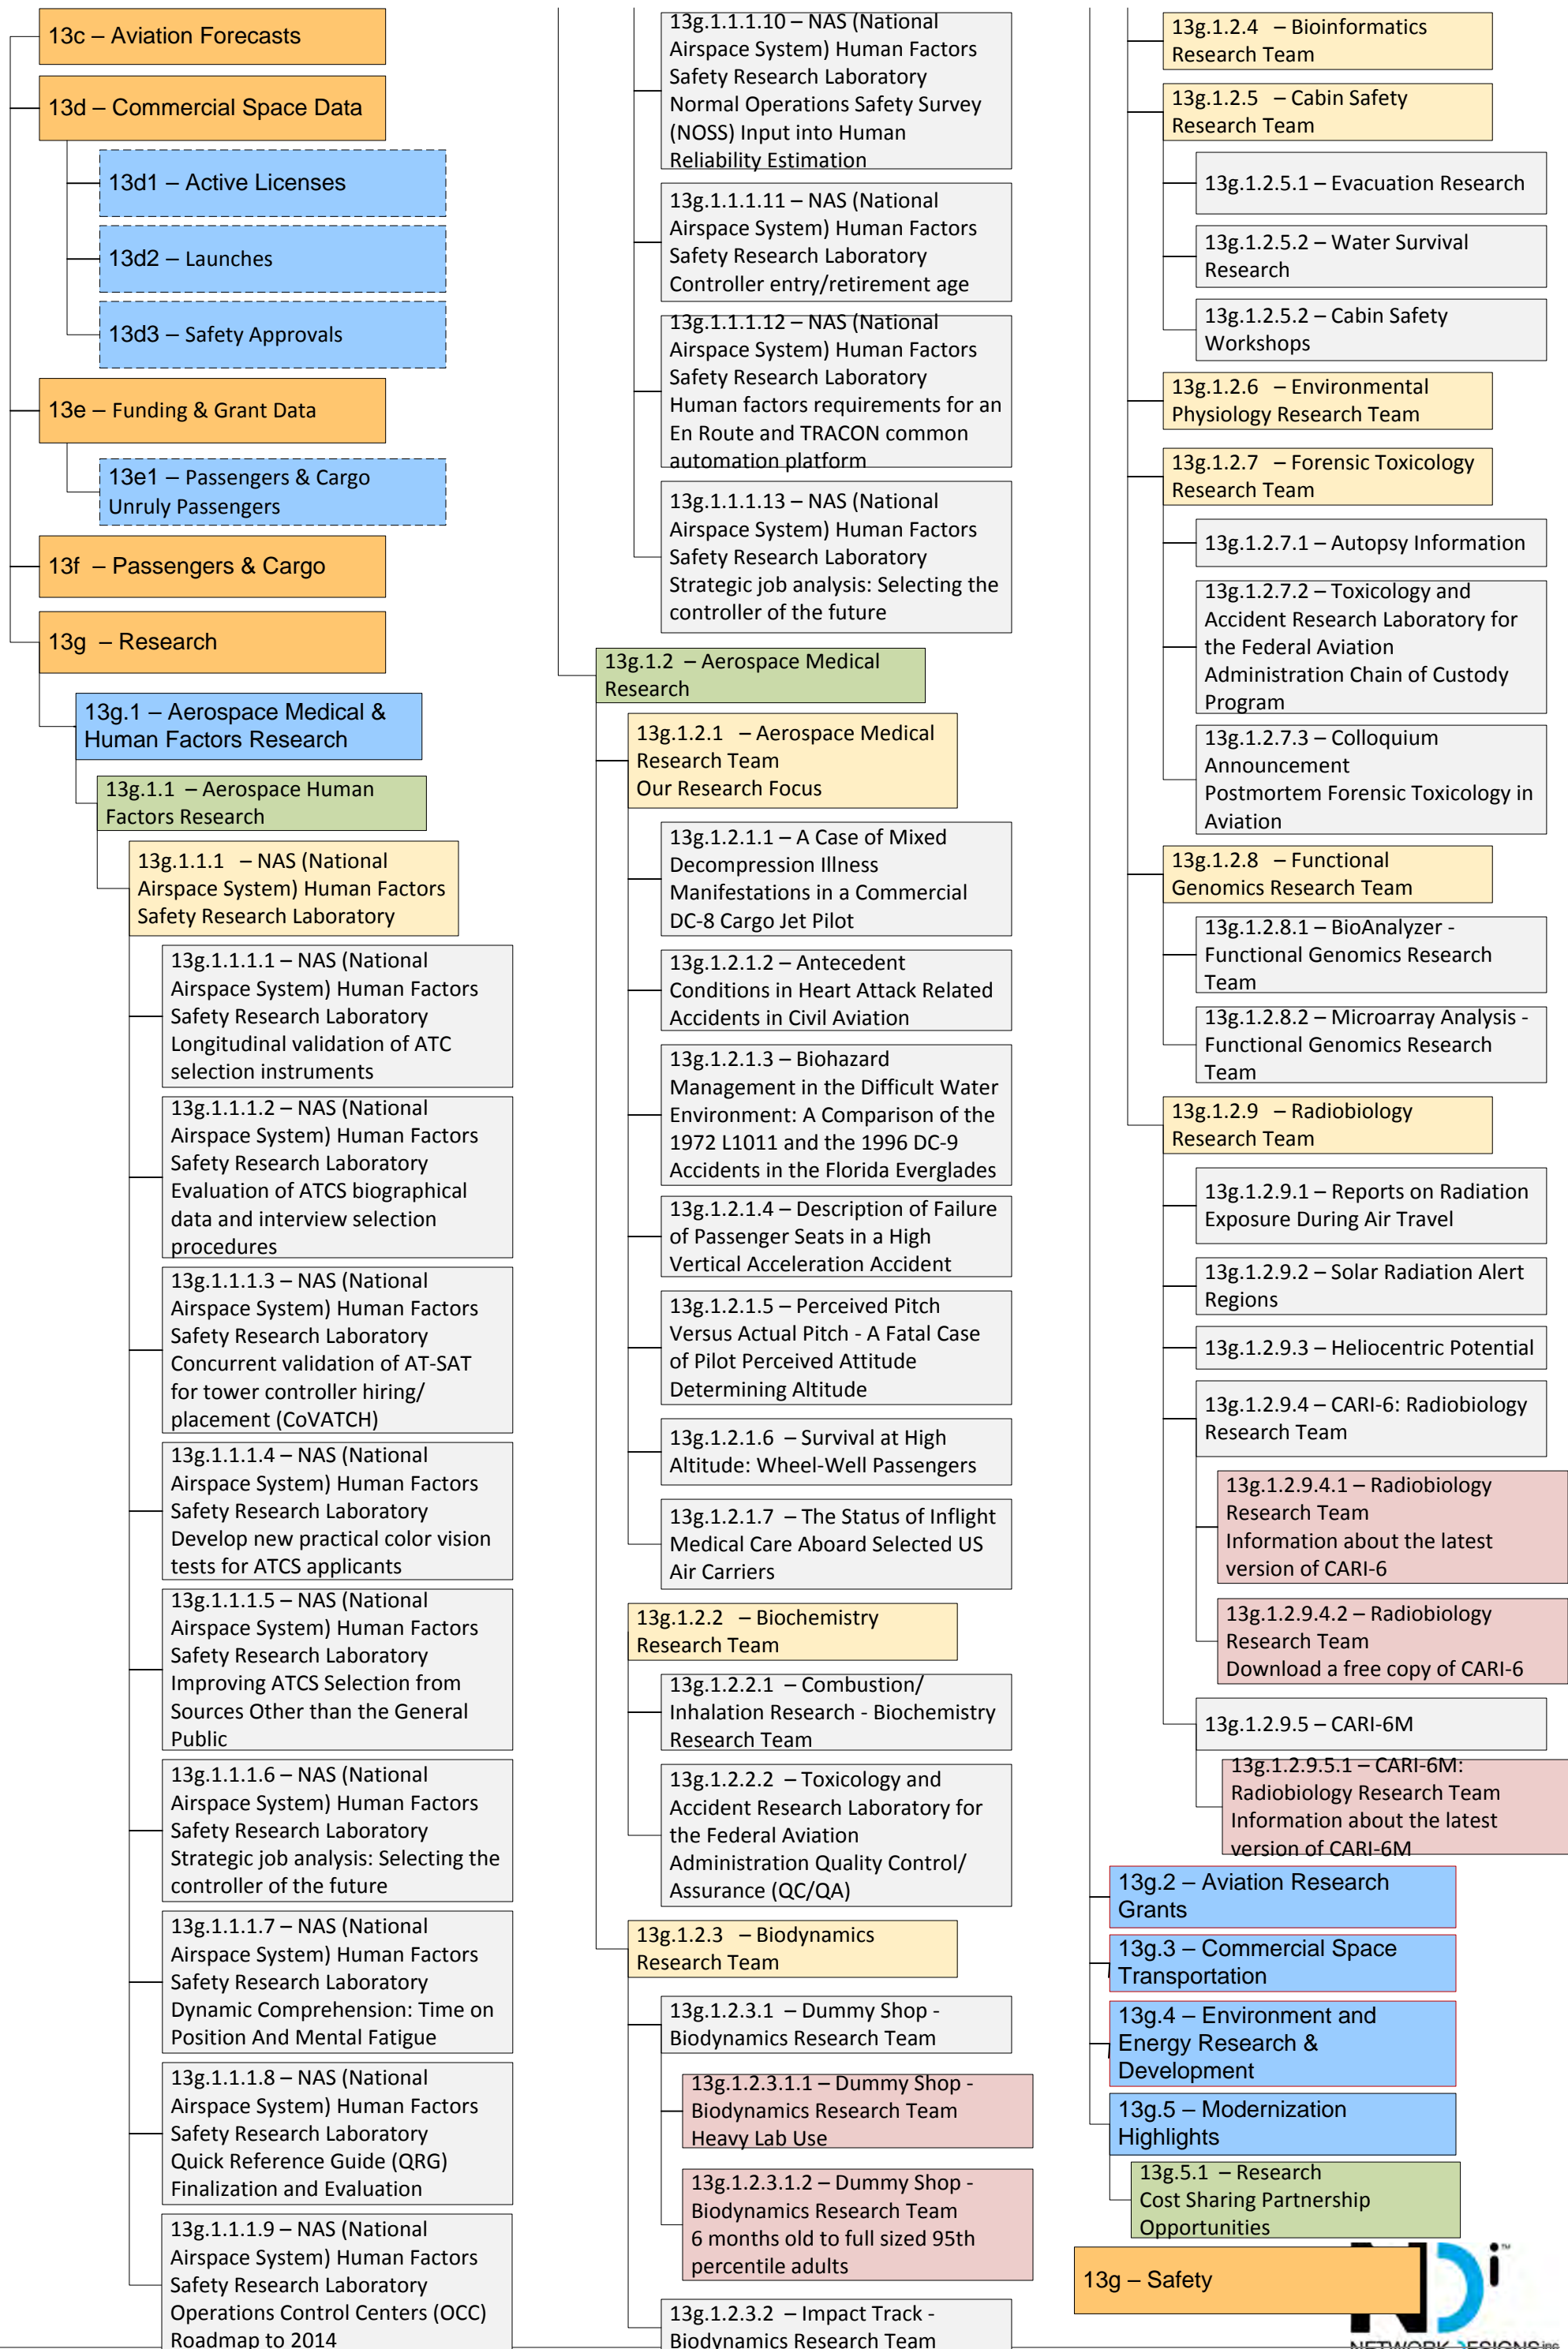 13c – Aviation Forecasts
13d – Commercial Space Data
13d1 – Active Licenses
13d2 – Launches
13d3 – Safety Approvals
13e – Funding & Grant Data
13e1 – Passengers & Cargo
Unruly Passengers
13f – Passengers & Cargo
13g – Research
13g.1 – Aerospace Medical &
Human Factors Research
13g.1.1 – Aerospace Human
Factors Research
13g.1.1.1 – NAS (National
Airspace System) Human Factors
Safety Research Laboratory
13g.1.1.1.1 – NAS (National
Airspace System) Human Factors
Safety Research Laboratory
Longitudinal validation of ATC
selection instruments
13g.1.1.1.2 – NAS (National
Airspace System) Human Factors
Safety Research Laboratory
Evaluation of ATCS biographical
data and interview selection
procedures
13g.1.1.1.3 – NAS (National
Airspace System) Human Factors
Safety Research Laboratory
Concurrent validation of AT-SAT
for tower controller hiring/
placement (CoVATCH)
13g.1.1.1.4 – NAS (National
Airspace System) Human Factors
Safety Research Laboratory
Develop new practical color vision
tests for ATCS applicants
13g.1.1.1.5 – NAS (National
Airspace System) Human Factors
Safety Research Laboratory
Improving ATCS Selection from
Sources Other than the General
Public
13g.1.1.1.6 – NAS (National
Airspace System) Human Factors
Safety Research Laboratory
Strategic job analysis: Selecting the
controller of the future
13g.1.1.1.7 – NAS (National
Airspace System) Human Factors
Safety Research Laboratory
Dynamic Comprehension: Time on
Position And Mental Fatigue
13g.1.1.1.8 – NAS (National
Airspace System) Human Factors
Safety Research Laboratory
Quick Reference Guide (QRG)
Finalization and Evaluation
13g.1.1.1.9 – NAS (National
Airspace System) Human Factors
Safety Research Laboratory
Operations Control Centers (OCC)
Roadmap to 2014
13g.1.1.1.10 – NAS (National
Airspace System) Human Factors
Safety Research Laboratory
Normal Operations Safety Survey
(NOSS) Input into Human
Reliability Estimation
13g.1.1.1.11 – NAS (National
Airspace System) Human Factors
Safety Research Laboratory
Controller entry/retirement age
13g.1.1.1.12 – NAS (National
Airspace System) Human Factors
Safety Research Laboratory
Human factors requirements for an
En Route and TRACON common
automation platform
13g.1.1.1.13 – NAS (National
Airspace System) Human Factors
Safety Research Laboratory
Strategic job analysis: Selecting the
controller of the future
13g.1.2 – Aerospace Medical
Research
13g.1.2.1 – Aerospace Medical
Research Team
Our Research Focus
13g.1.2.1.1 – A Case of Mixed
Decompression Illness
Manifestations in a Commercial
DC-8 Cargo Jet Pilot
13g.1.2.1.2 – Antecedent
Conditions in Heart Attack Related
Accidents in Civil Aviation
13g.1.2.1.3 – Biohazard
Management in the Difficult Water
Environment: A Comparison of the
1972 L1011 and the 1996 DC-9
Accidents in the Florida Everglades
13g.1.2.1.4 – Description of Failure
of Passenger Seats in a High
Vertical Acceleration Accident
13g.1.2.1.5 – Perceived Pitch
Versus Actual Pitch - A Fatal Case
of Pilot Perceived Attitude
Determining Altitude
13g.1.2.1.6 – Survival at High
Altitude: Wheel-Well Passengers
13g.1.2.1.7 – The Status of Inflight
Medical Care Aboard Selected US
Air Carriers
13g.1.2.2 – Biochemistry
Research Team
13g.1.2.2.1 – Combustion/
Inhalation Research - Biochemistry
Research Team
13g.1.2.2.2 – Toxicology and
Accident Research Laboratory for
the Federal Aviation
Administration Quality Control/
Assurance (QC/QA)
13g.1.2.3 – Biodynamics
Research Team
13g.1.2.3.1 – Dummy Shop -
Biodynamics Research Team
13g.1.2.3.1.1 – Dummy Shop -
Biodynamics Research Team
Heavy Lab Use
13g.1.2.3.1.2 – Dummy Shop -
Biodynamics Research Team
6 months old to full sized 95th
percentile adults
13g.1.2.3.2 – Impact Track -
Biodynamics Research Team
13g.1.2.4 – Bioinformatics
Research Team
13g.1.2.5 – Cabin Safety
Research Team
13g.1.2.5.1 – Evacuation Research
13g.1.2.5.2 – Water Survival
Research
13g.1.2.5.2 – Cabin Safety
Workshops
13g.1.2.6 – Environmental
Physiology Research Team
13g.1.2.7 – Forensic Toxicology
Research Team
13g.1.2.7.1 – Autopsy Information
13g.1.2.7.2 – Toxicology and
Accident Research Laboratory for
the Federal Aviation
Administration Chain of Custody
Program
13g.1.2.7.3 – Colloquium
Announcement
Postmortem Forensic Toxicology in
Aviation
13g.1.2.8 – Functional
Genomics Research Team
13g.1.2.8.1 – BioAnalyzer -
Functional Genomics Research
Team
13g.1.2.8.2 – Microarray Analysis -
Functional Genomics Research
Team
13g.1.2.9 – Radiobiology
Research Team
13g.1.2.9.1 – Reports on Radiation
Exposure During Air Travel
13g.1.2.9.2 – Solar Radiation Alert
Regions
13g.1.2.9.3 – Heliocentric Potential
13g.1.2.9.4 – CARI-6: Radiobiology
Research Team
13g.1.2.9.4.1 – Radiobiology
Research Team
Information about the latest
version of CARI-6
13g.1.2.9.4.2 – Radiobiology
Research Team
Download a free copy of CARI-6
13g.1.2.9.5 – CARI-6M
13g.1.2.9.5.1 – CARI-6M:
Radiobiology Research Team
Information about the latest
version of CARI-6M
13g.2 – Aviation Research
Grants
13g.3 – Commercial Space
Transportation
13g.4 – Environment and
Energy Research &
Development
13g.5 – Modernization
Highlights
13g.5.1 – Research
Cost Sharing Partnership
Opportunities
13g – Safety
NDi™
NETWORK DESIGNS inc